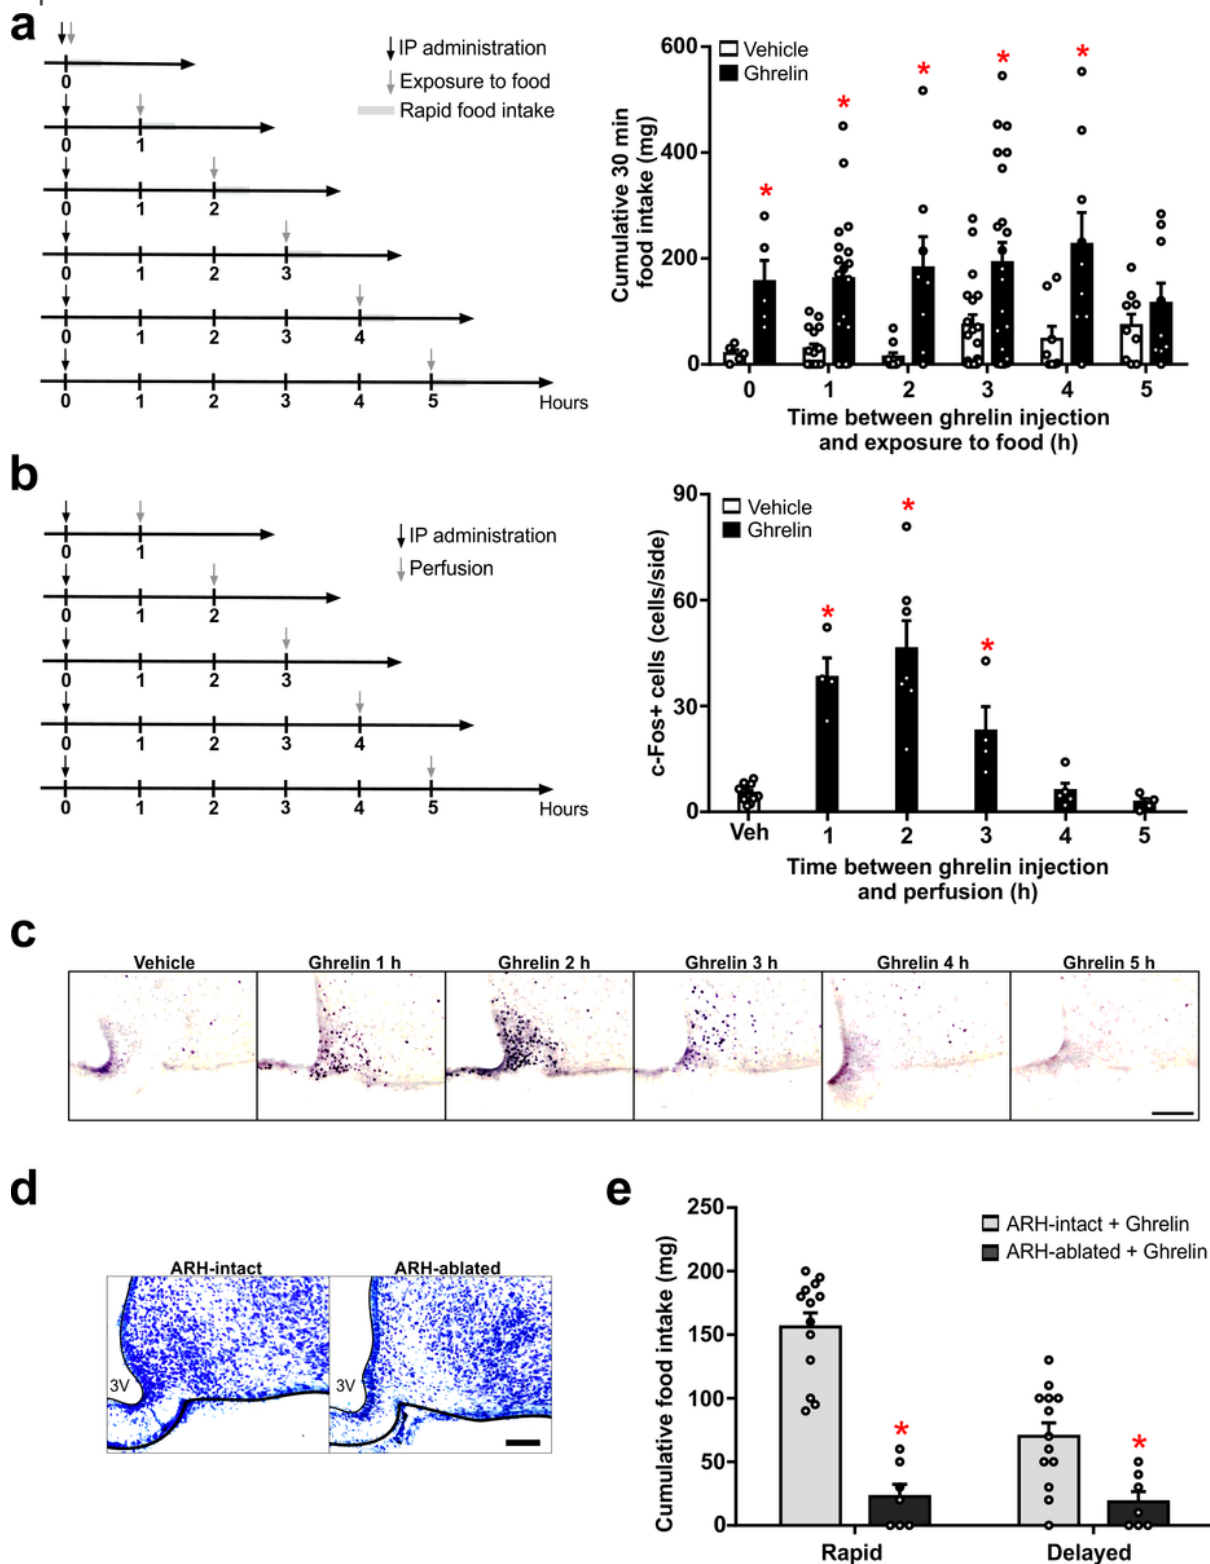 a
IP administration
Exposure to food
Rapid food intake
0
0 1
0 1 2
0 1 2 3
0 1 2 3 4
0 1 2 3 4 5 Hours
Cumulative 30 min
food intake (mg)
600
400
200
0
Vehicle
Ghrelin
* * * * *
0 1 2 3 4 5
Time between ghrelin injection
and exposure to food (h)
b
IP administration
Perfusion
0 1
0 1 2
0 1 2 3
0 1 2 3 4
0 1 2 3 4 5 Hours
c-Fos+ cells (cells/side)
90
60
30
0
Vehicle
Ghrelin
* * *
Veh 1 2 3 4 5
Time between ghrelin injection
and perfusion (h)
c
Vehicle Ghrelin 1 h Ghrelin 2 h Ghrelin 3 h Ghrelin 4 h Ghrelin 5 h
d
ARH-intact ARH-ablated
3V 3V
e
Cumulative food intake (mg)
250
200
150
100
50
0
ARH-intact + Ghrelin
ARH-ablated + Ghrelin
* *
Rapid Delayed